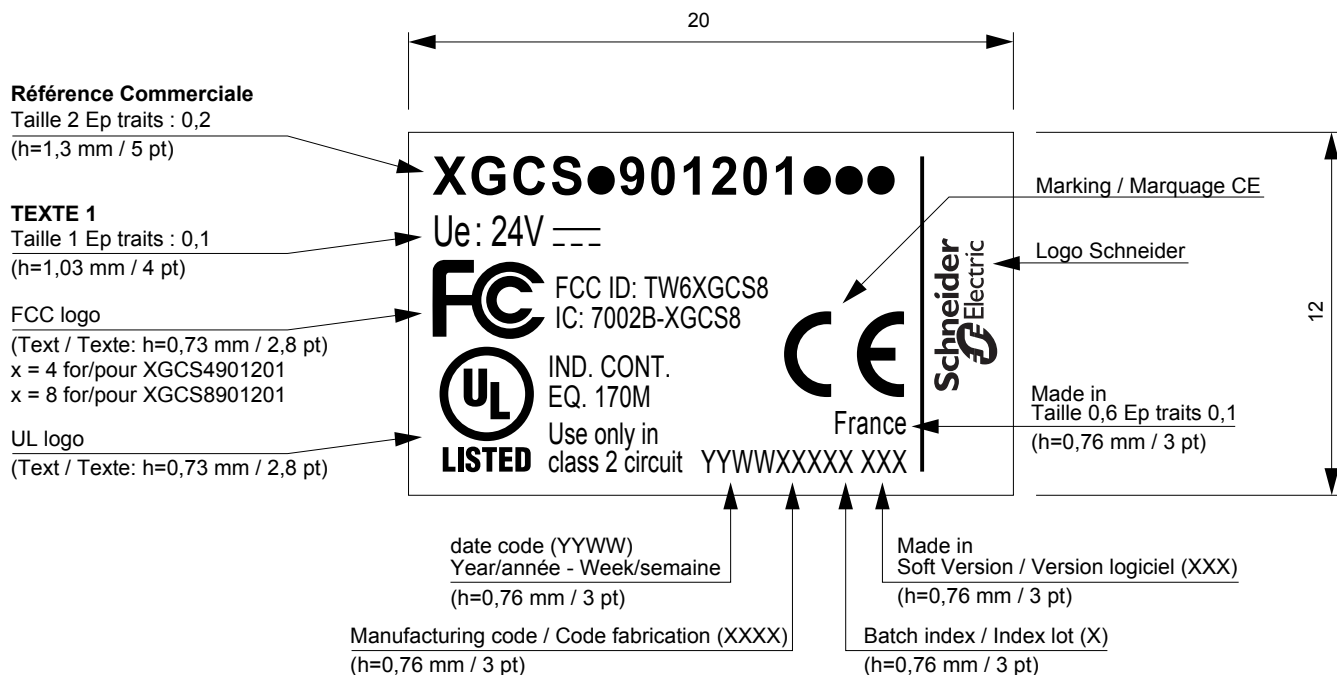 20
Référence Commerciale
Taille 2 Ep traits : 0,2
(h=1,3 mm / 5 pt)
TEXTE 1
Taille 1 Ep traits : 0,1
(h=1,03 mm / 4 pt)
FCC logo
(Text / Texte: h=0,73 mm / 2,8 pt)
x = 4 for/pour XGCS4901201
x = 8 for/pour XGCS8901201
UL logo
(Text / Texte: h=0,73 mm / 2,8 pt)
XGCS●901201●●●
Ue: 24V
FC
FCC ID: TW6XGCS8
IC: 7002B-XGCS8
UL
LISTED
IND. CONT.
EQ. 170M
Use only in
class 2 circuit
CE
France
YYWWXXXXX XXX
Schneider
Electric
Marking / Marquage CE
Logo Schneider
12
Made in
Taille 0,6 Ep traits 0,1
(h=0,76 mm / 3 pt)
date code (YYWW)
Year/année - Week/semaine
(h=0,76 mm / 3 pt)
Made in
Soft Version / Version logiciel (XXX)
(h=0,76 mm / 3 pt)
Manufacturing code / Code fabrication (XXXX)
(h=0,76 mm / 3 pt)
Batch index / Index lot (X)
(h=0,76 mm / 3 pt)